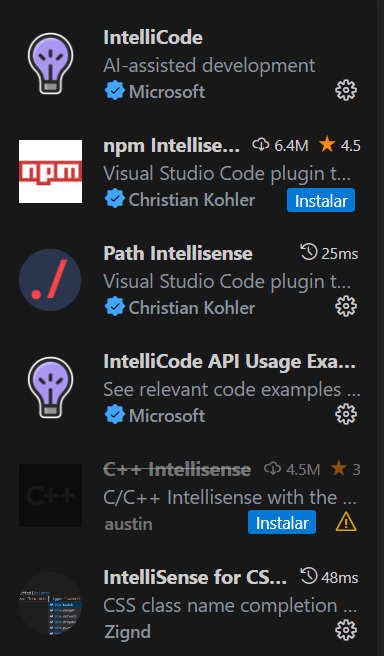 IntelliCode
AI-assisted development
Microsoft
npm Intellise... 6.4M 4.5
Visual Studio Code plugin t...
Christian Kohler Instalar
Path Intellisense 25ms
Visual Studio Code plugin t...
Christian Kohler
IntelliCode API Usage Exa...
See relevant code examples ...
Microsoft
C++ Intellisense 4.5M 3
C/C++ Intellisense with the ...
austin Instalar
IntelliSense for CS... 48ms
CSS class name completion ...
Zignd
npm
./
C++